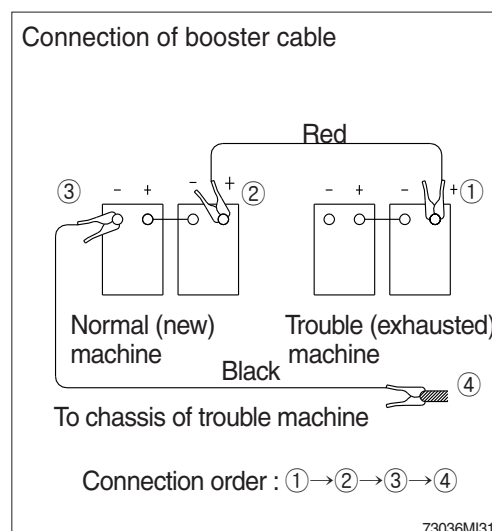 Connection of booster cable
Red
③ - + - + ② - + - + ①
Normal (new)
machine
Trouble (exhausted)
machine
Black
④
To chassis of trouble machine
Connection order : ①→②→③→④
73036MI31